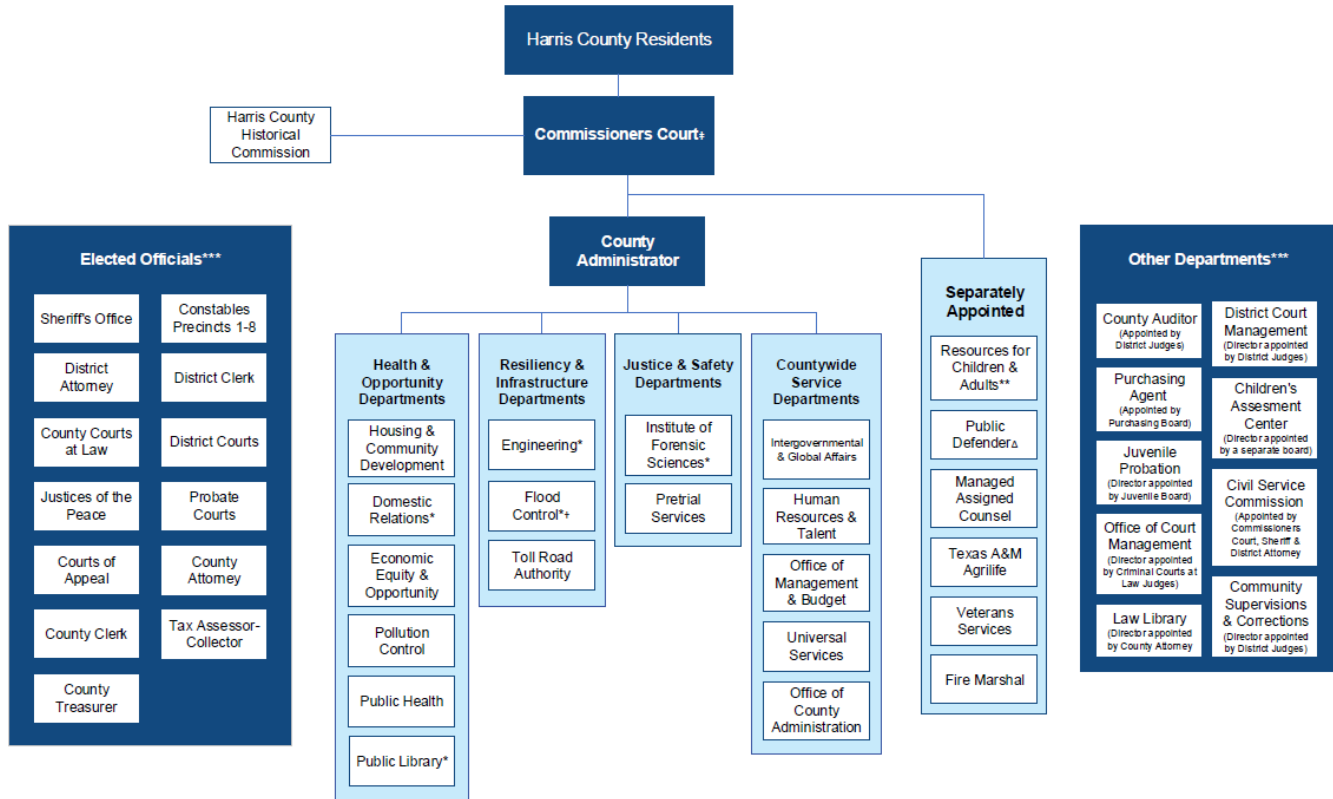 Harris County Residents
Harris County
Historical
Commission
Commissioners Court‡
County
Administrator
Elected Officials***
Sheriff's Office
Constables
Precincts 1-8
District
Attorney
District Clerk
County Courts
at Law
District Courts
Justices of the
Peace
Probate
Courts
Courts of
Appeal
County
Attorney
County Clerk
Tax Assessor-
Collector
County
Treasurer
Health &
Opportunity
Departments
Housing &
Community
Development
Domestic
Relations*
Economic
Equity &
Opportunity
Pollution
Control
Public Health
Public Library*
Resiliency &
Infrastructure
Departments
Engineering*
Flood
Control*†
Toll Road
Authority
Justice & Safety
Departments
Institute of
Forensic
Sciences*
Pretrial
Services
Countywide
Service
Departments
Intergovernmental
& Global Affairs
Human
Resources &
Talent
Office of
Management
& Budget
Universal
Services
Office of
County
Administration
Separately
Appointed
Resources for
Children &
Adults**
Public
Defender∆
Managed
Assigned
Counsel
Texas A&M
Agrilife
Veterans
Services
Fire Marshal
Other Departments***
County Auditor
(Appointed by
District Judges)
Purchasing
Agent
(Appointed by
Purchasing Board)
Juvenile
Probation
(Director appointed
by Juvenile Board)
Office of Court
Management
(Director appointed
by Criminal Courts at
Law Judges)
Law Library
(Director appointed
by County Attorney
District Court
Management
(Director appointed
by District Judges)
Children's
Assesment
Center
(Director appointed
by a separate board)
Civil Service
Commission
(Appointed by
Commissioners
Court, Sheriff &
District Attorney
Community
Supervisions
& Corrections
(Director appointed
by District Judges)